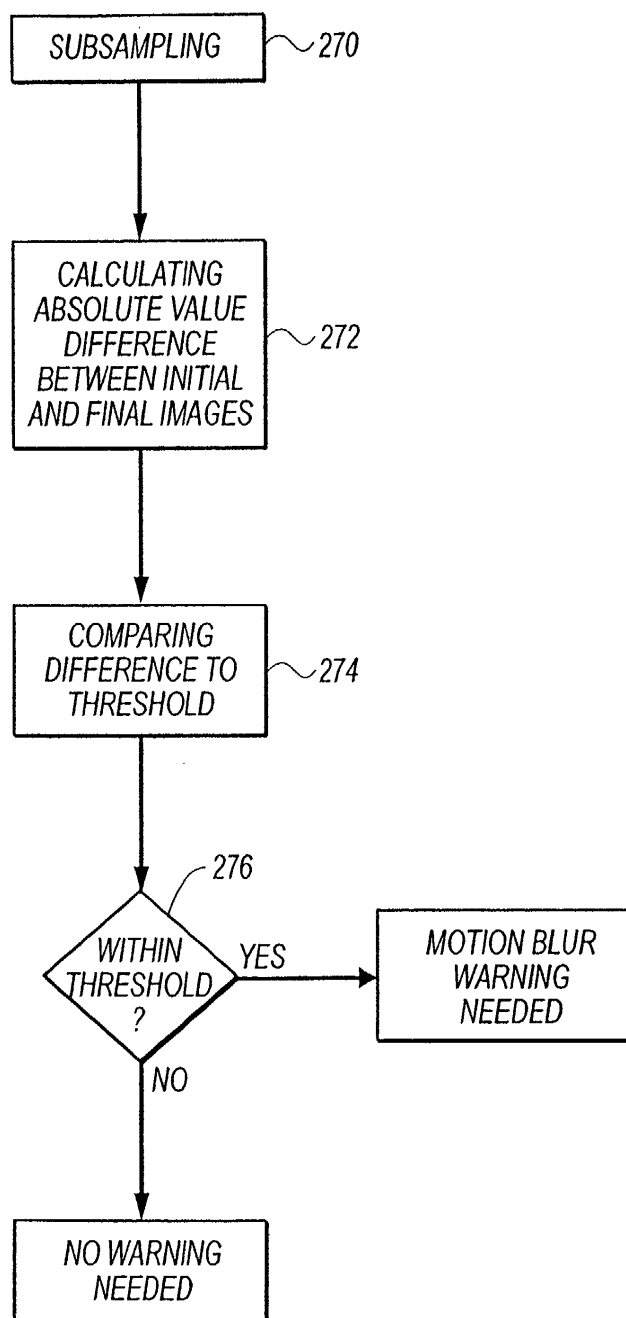 SUBSAMPLING
270
CALCULATING
ABSOLUTE VALUE
DIFFERENCE
BETWEEN INITIAL
AND FINAL IMAGES
272
COMPARING
DIFFERENCE TO
THRESHOLD
274
276
WITHIN
THRESHOLD
?
YES
MOTION BLUR
WARNING
NEEDED
NO
NO WARNING
NEEDED